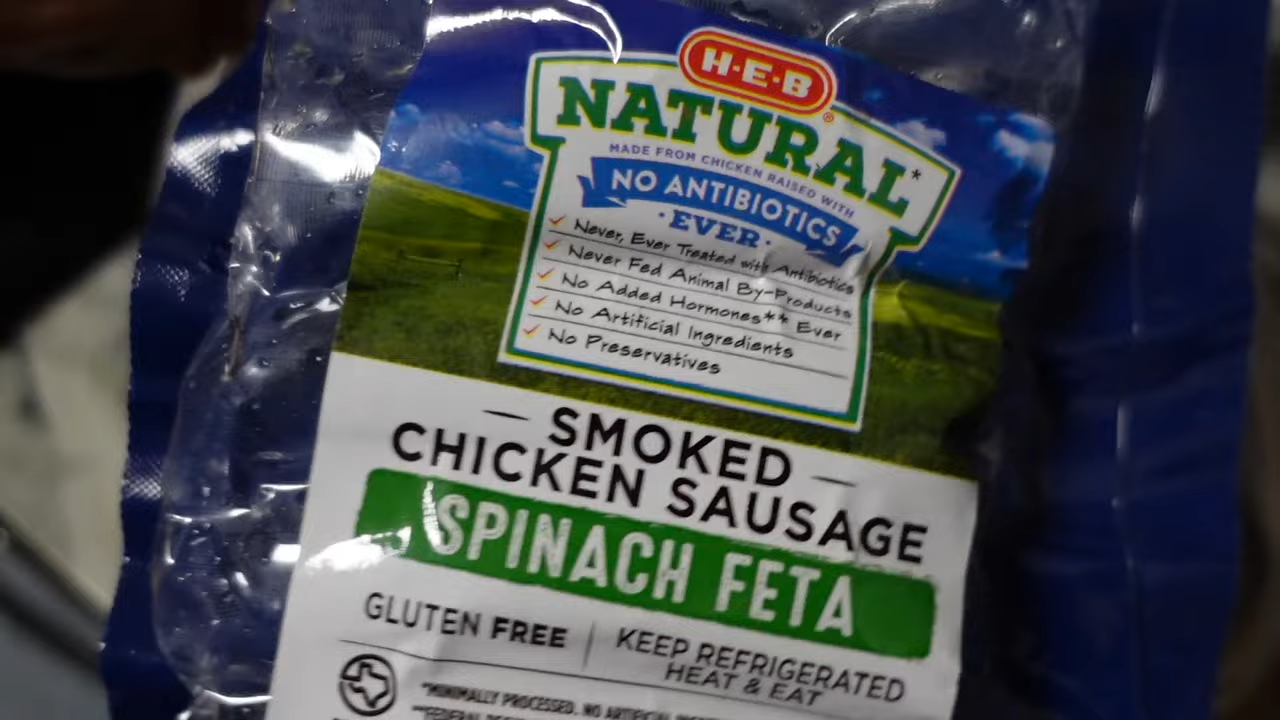 H-E-B
NATURAL*
MADE FROM CHICKEN RAISED WITH
NO ANTIBIOTICS
·EVER·
Never, Ever Treated with Antibiotics
Never Fed Animal By-Products
No Added Hormones** Ever
No Artificial Ingredients
No Preservatives
— SMOKED —
CHICKEN SAUSAGE
SPINACH FETA
GLUTEN FREE | KEEP REFRIGERATED
HEAT & EAT
*MINIMALLY PROCESSED. NO ARTIFICIAL
**FEDERAL